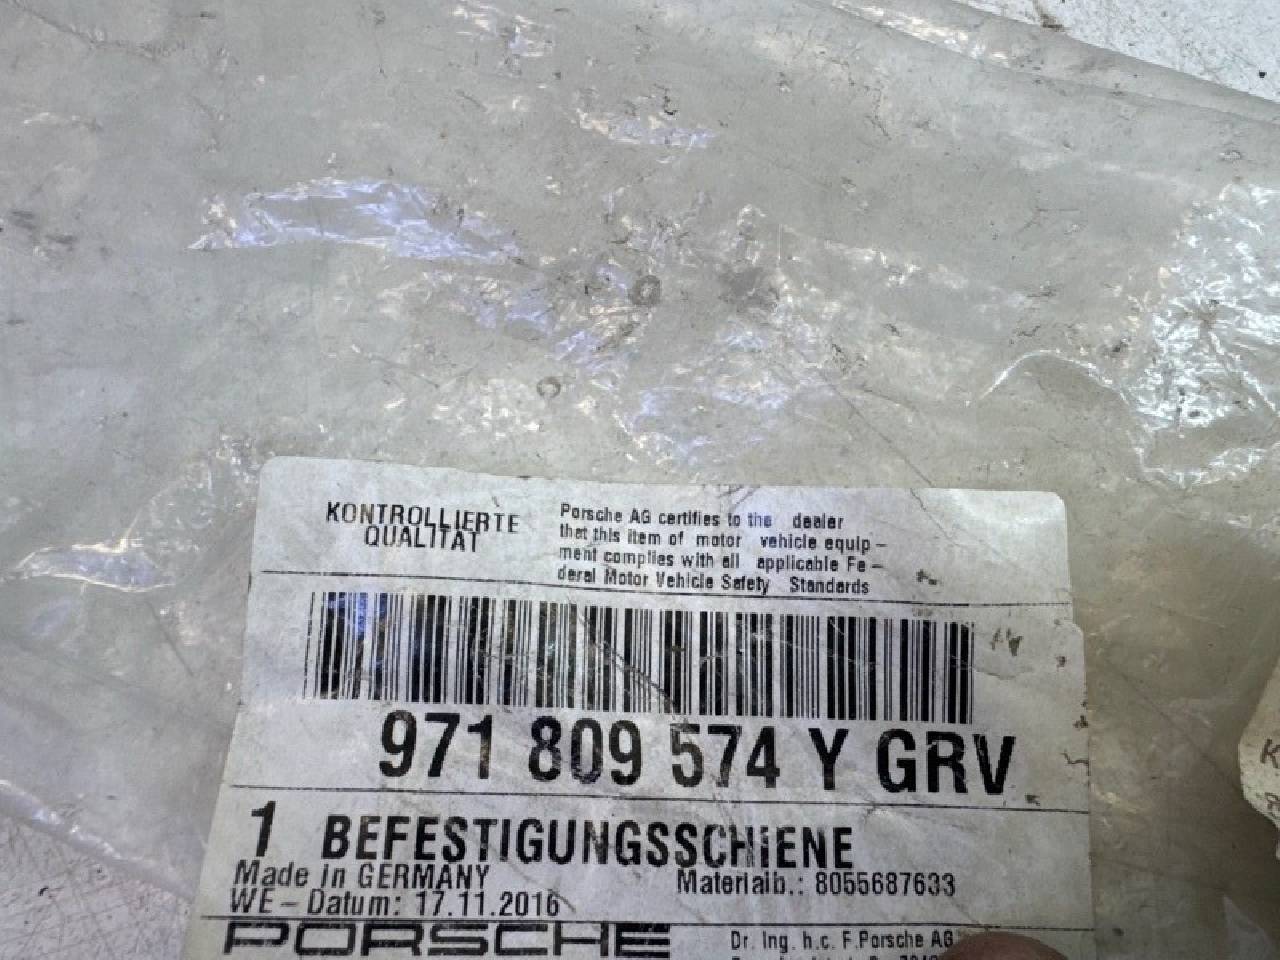 KONTROLLIERTE
QUALITÄT
Porsche AG certifies to the dealer
that this item of motor vehicle equip-
ment complies with all applicable Fe-
deral Motor Vehicle Safety Standards
971 809 574 Y GRV
1 BEFESTIGUNGSSCHIENE
Made in GERMANY
Materialb.: 8055687633
WE-Datum: 17.11.2016
PORSCHE
Dr. Ing. h.c. F.Porsche AG